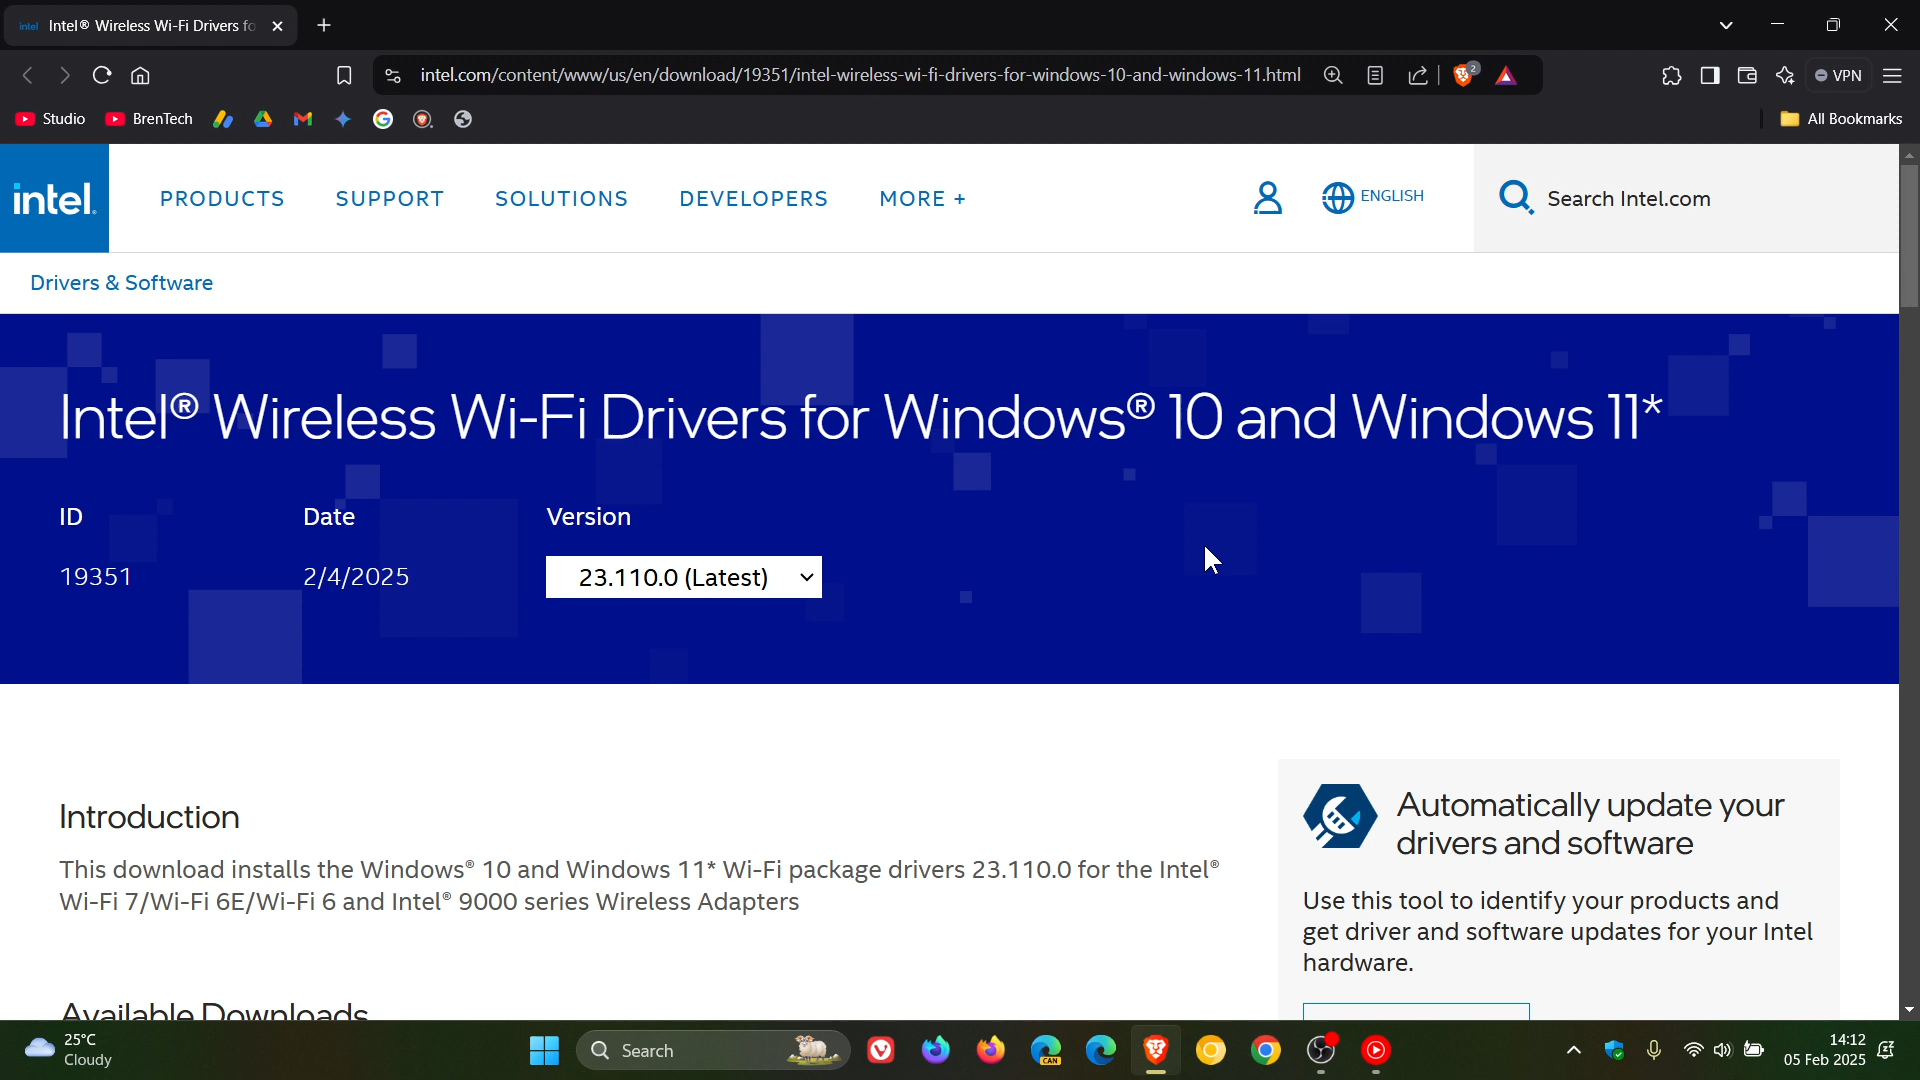 intel Intel® Wireless Wi-Fi Drivers fo
intel.com/content/www/us/en/download/19351/intel-wireless-wi-fi-drivers-for-windows-10-and-windows-11.html
2
VPN
Studio
BrenTech
All Bookmarks
intel.
PRODUCTS
SUPPORT
SOLUTIONS
DEVELOPERS
MORE +
ENGLISH
Search Intel.com
Drivers & Software
Intel® Wireless Wi-Fi Drivers for Windows® 10 and Windows 11*
ID
Date
Version
19351
2/4/2025
23.110.0 (Latest)
Introduction
This download installs the Windows® 10 and Windows 11* Wi-Fi package drivers 23.110.0 for the Intel®
Wi-Fi 7/Wi-Fi 6E/Wi-Fi 6 and Intel® 9000 series Wireless Adapters
Automatically update your
drivers and software
Use this tool to identify your products and
get driver and software updates for your Intel
hardware.
Available Downloads
25°C
Cloudy
Search
CAN
14:12
05 Feb 2025